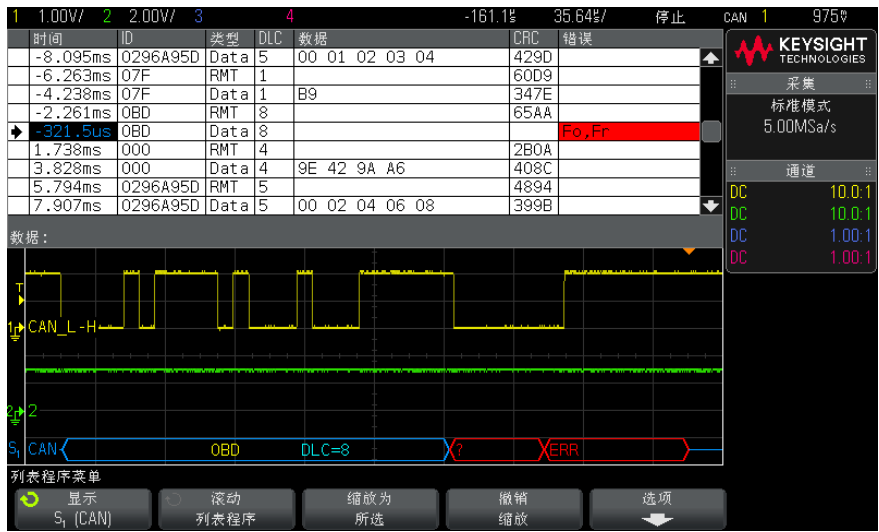 1 1.00V/ 2 2.00V/ 3 4 -161.1 35.64 / 停止 CAN 1 975
时间 ID 类型 DLC 数据 CRC 错误
-8.095ms 0296A95D Data 5 00 01 02 03 04 429D
-6.263ms 07F RMT 1 60D9
-4.238ms 07F Data 1 B9 347E
-2.261ms 0BD RMT 8 65AA
-321.5us 0BD Data 8 Fo,Fr
1.738ms 000 RMT 4 2B0A
3.828ms 000 Data 4 9E 42 9A A6 408C
5.794ms 0296A95D RMT 5 4894
7.907ms 0296A95D Data 5 00 02 04 06 08 399B
数据:
KEYSIGHT
TECHNOLOGIES
采集
标准模式
5.00MSa/s
通道
DC 10.0:1
DC 10.0:1
DC 1.00:1
DC 1.00:1
T
1 CAN_L-H
2 2
S1 CAN 0BD DLC=8 ? ERR
列表程序菜单
显示 滚动 缩放为 撤销 选项
S1 (CAN) 列表程序 所选 缩放